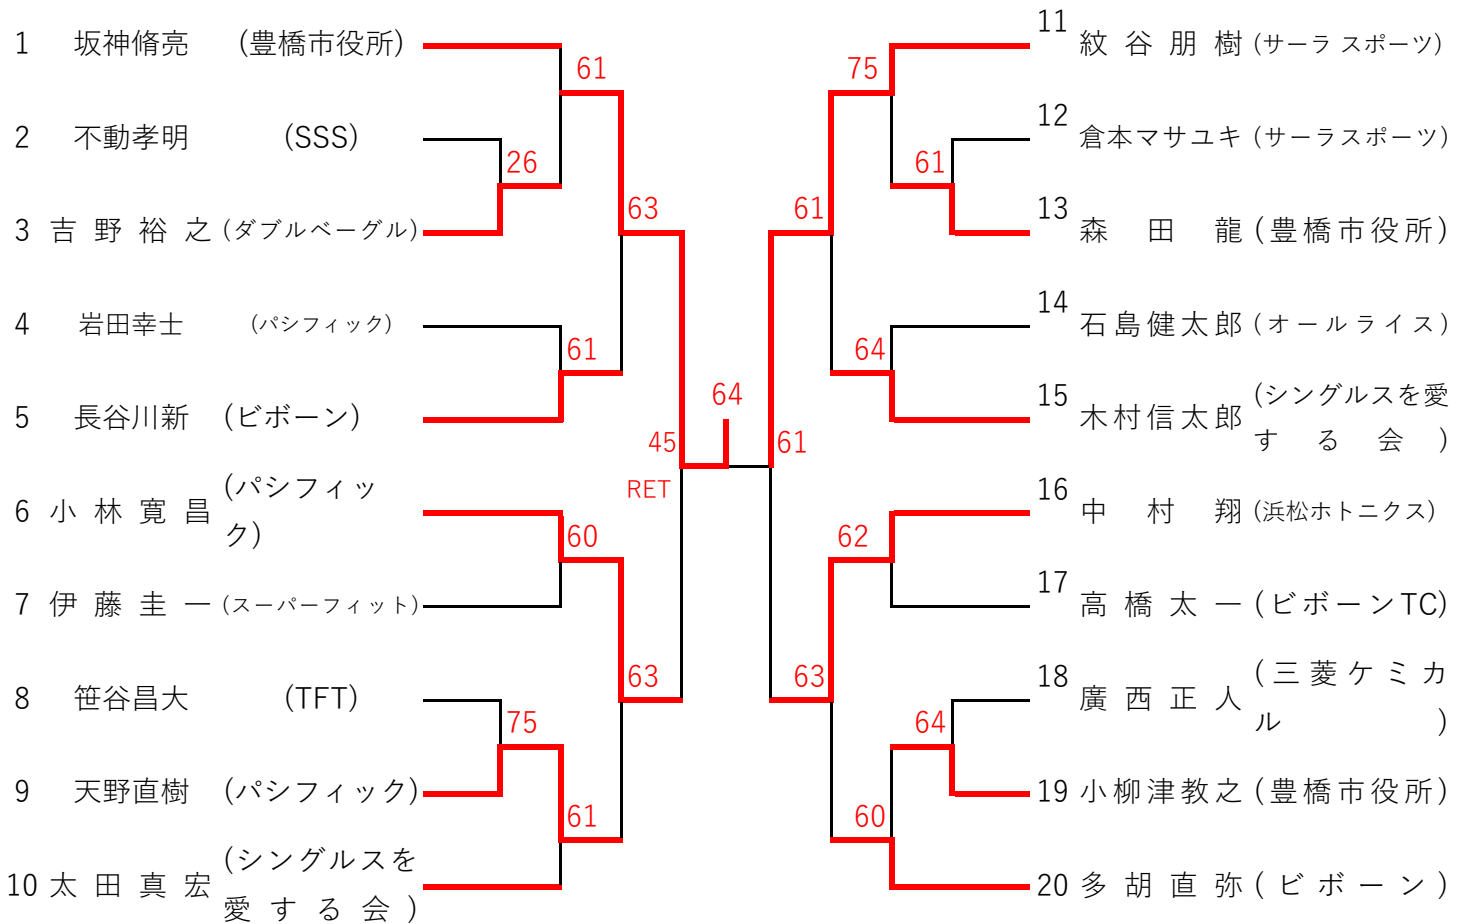 1 坂神脩亮 (豊橋市役所)
61
2 不動孝明 (SSS)
26
3 吉野裕之 (ダブルベーグル)
63
4 岩田幸士 (パシフィック)
61
5 長谷川新 (ビボーン)
45
RET
6 小林寛昌 (パシフィッ
ク)
60
7 伊藤圭一 (スーパーフィット)
63
8 笹谷昌大 (TFT)
75
9 天野直樹 (パシフィック)
61
10 太田真宏 (シングルスを
愛する会)
64
11 紋谷朋樹 (サーラ スポーツ)
75
12 倉本マサユキ (サーラスポーツ)
61
13 森田龍 (豊橋市役所)
61
14 石島健太郎 (オールライス)
64
15 木村信太郎 (シングルスを愛
する会)
61
16 中村翔 (浜松ホトニクス)
62
17 高橋太一 (ビボーンTC)
63
18 廣西正人 (三菱ケミカ
ル)
64
19 小柳津教之 (豊橋市役所)
60
20 多胡直弥 (ビボーン)